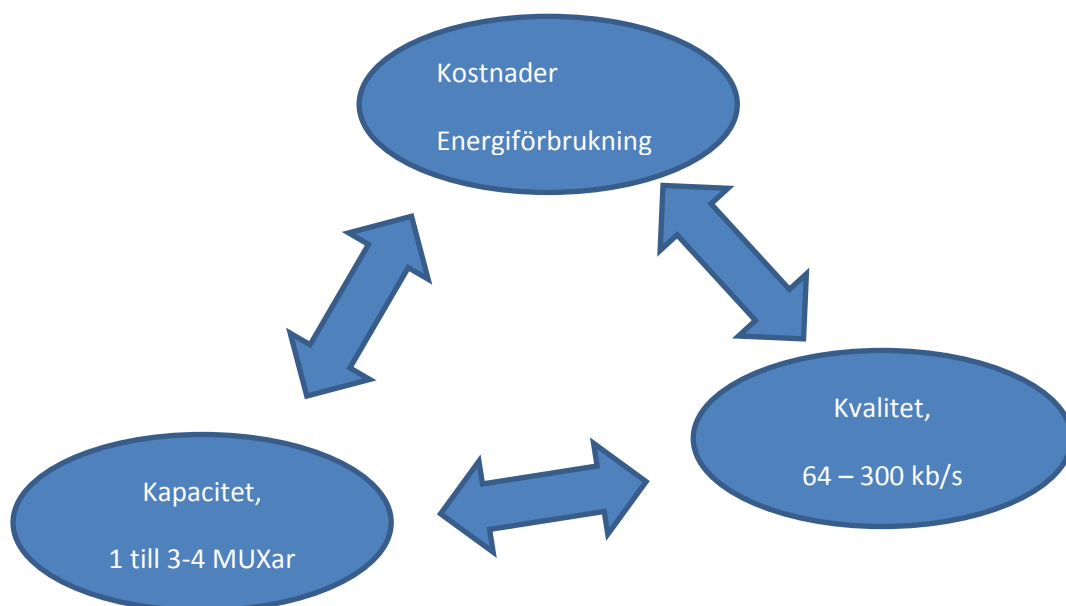 Kostnader
Energiförbrukning
Kvalitet,
64 – 300 kb/s
Kapacitet,
1 till 3-4 MUXar